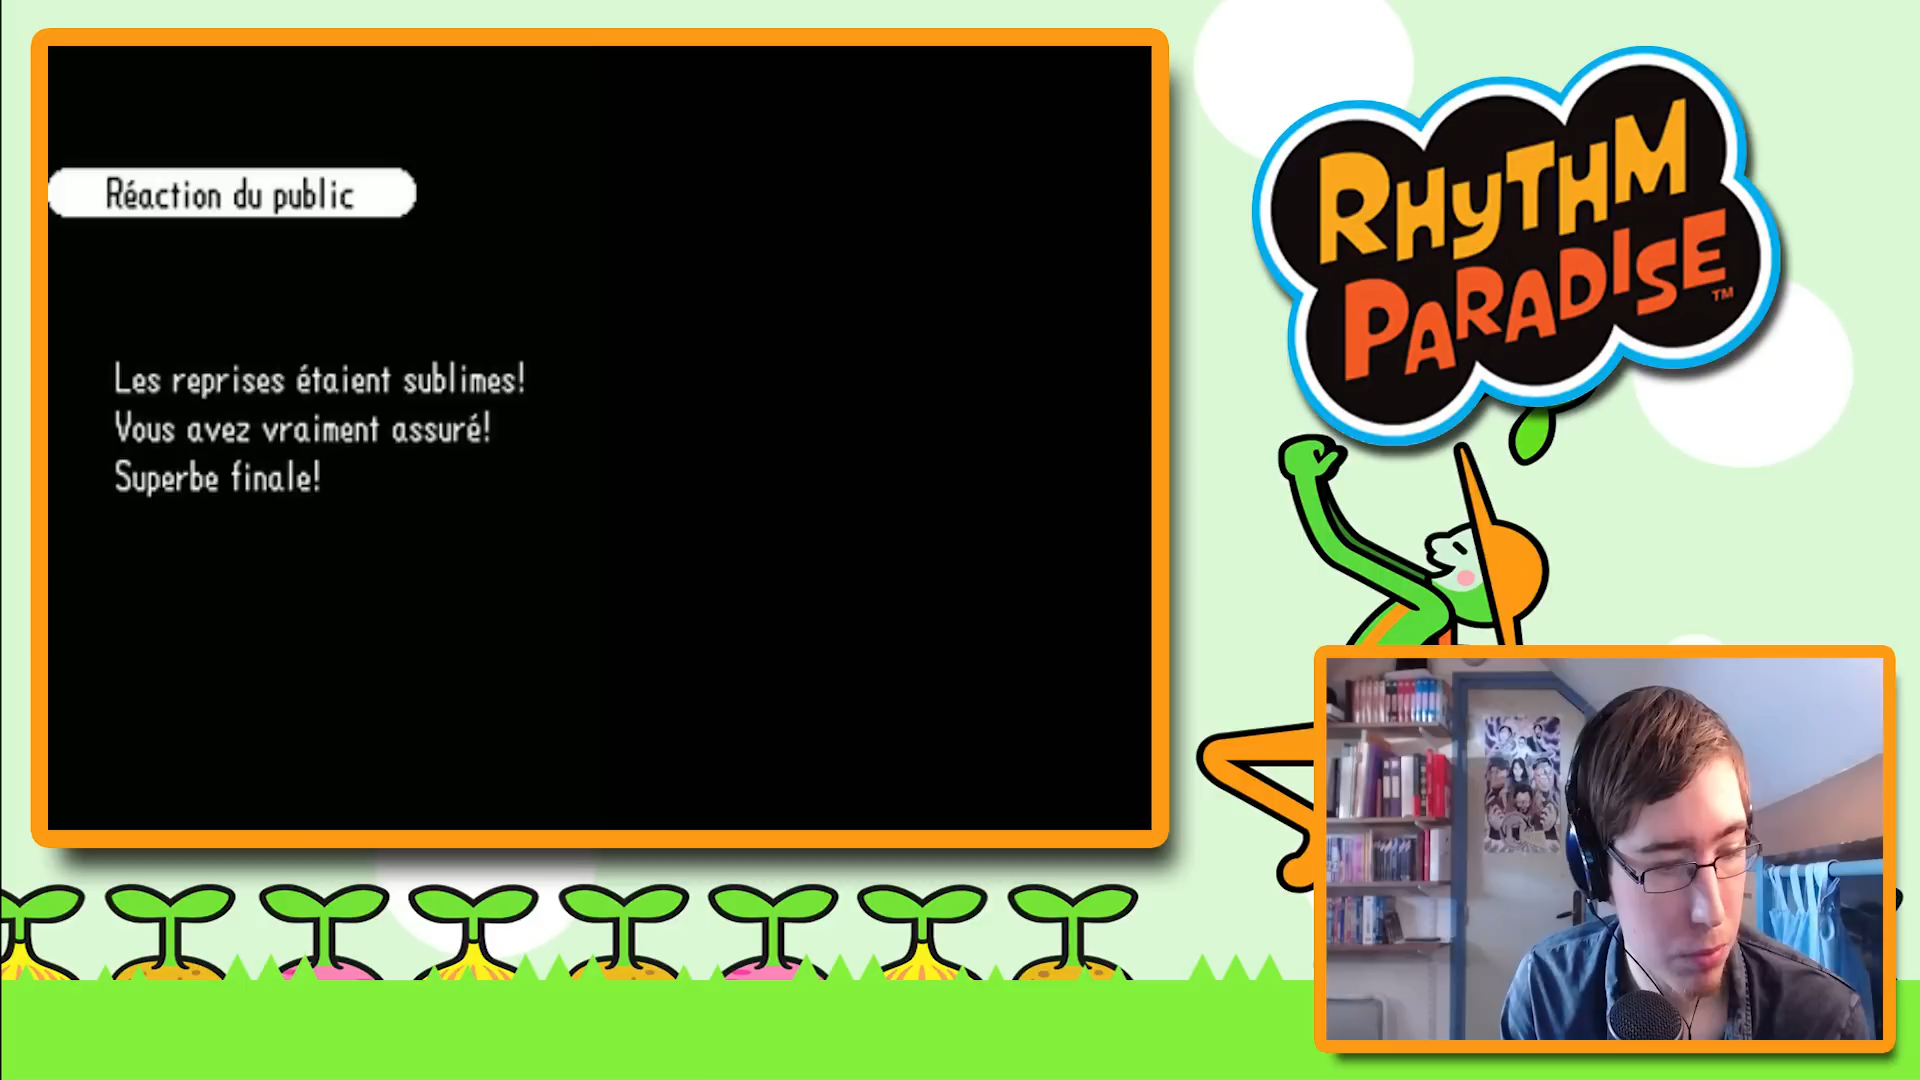 Réaction du public
Les reprises étaient sublimes!
Vous avez vraiment assuré!
Superbe finale!
RHyTHM
PARADISE
TM